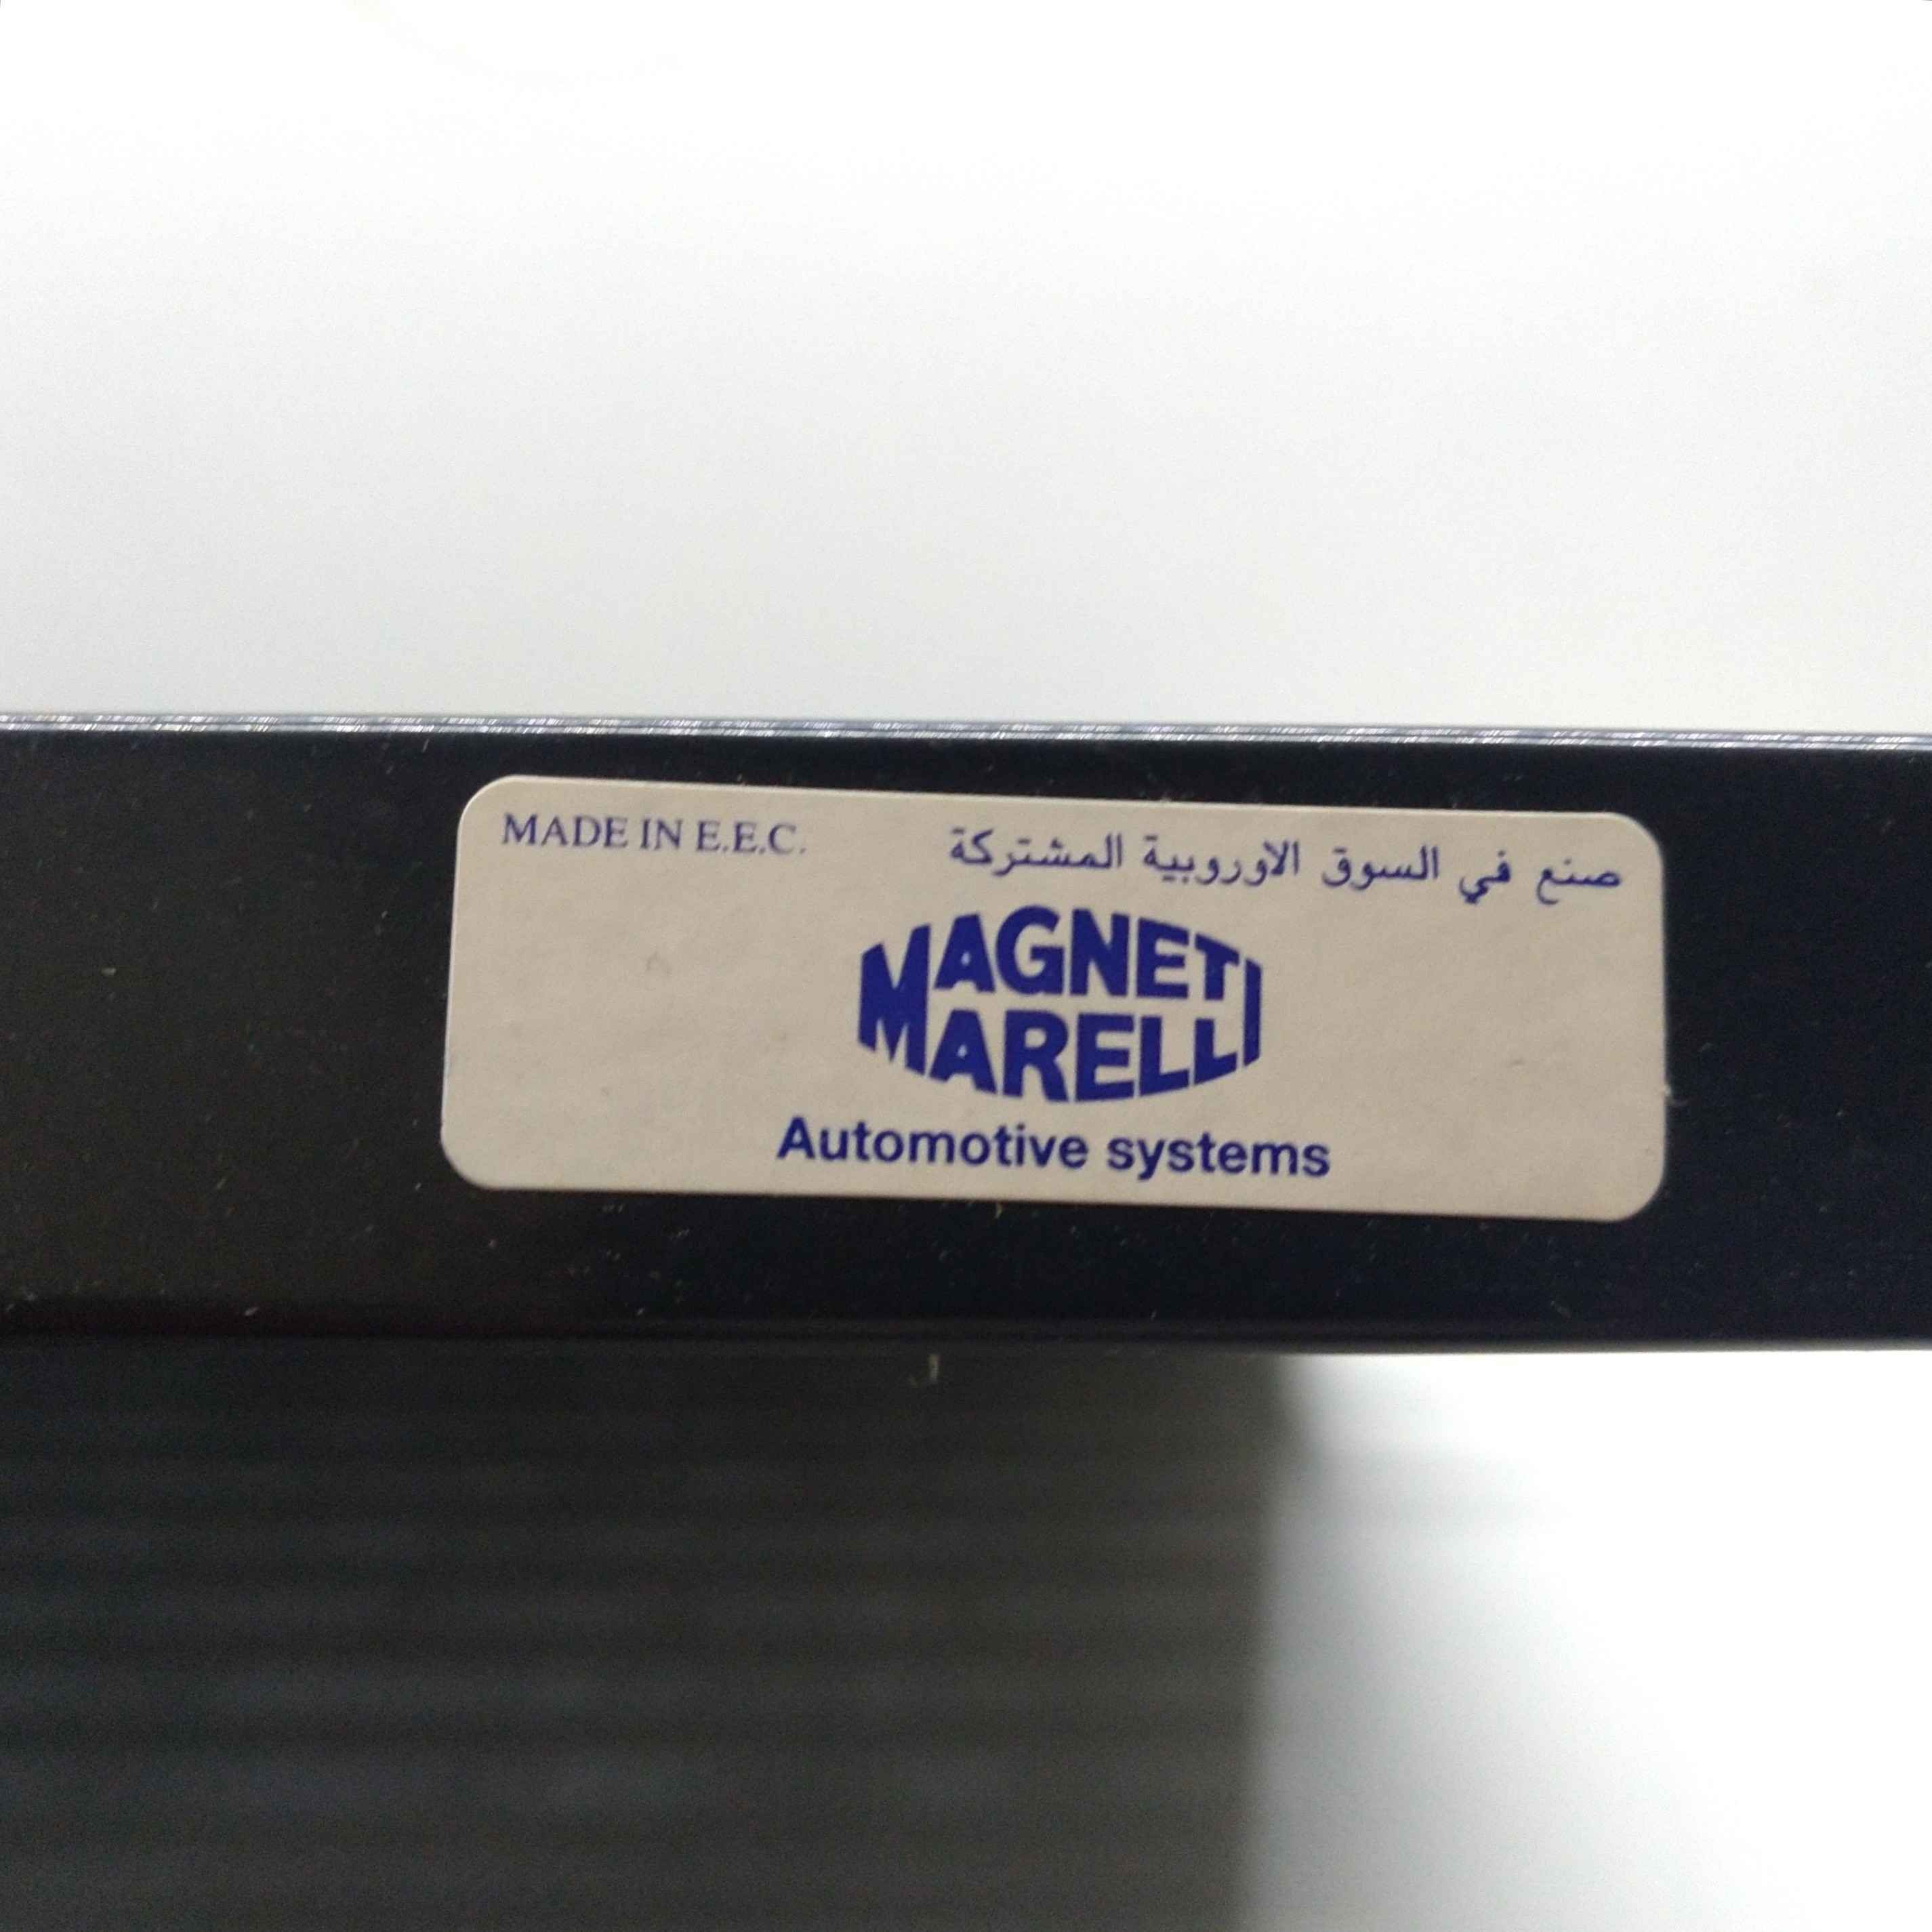 MADE IN E.E.C.
صنع في السوق الاوروبية المشتركة
MAGNETI
MARELLI
Automotive systems